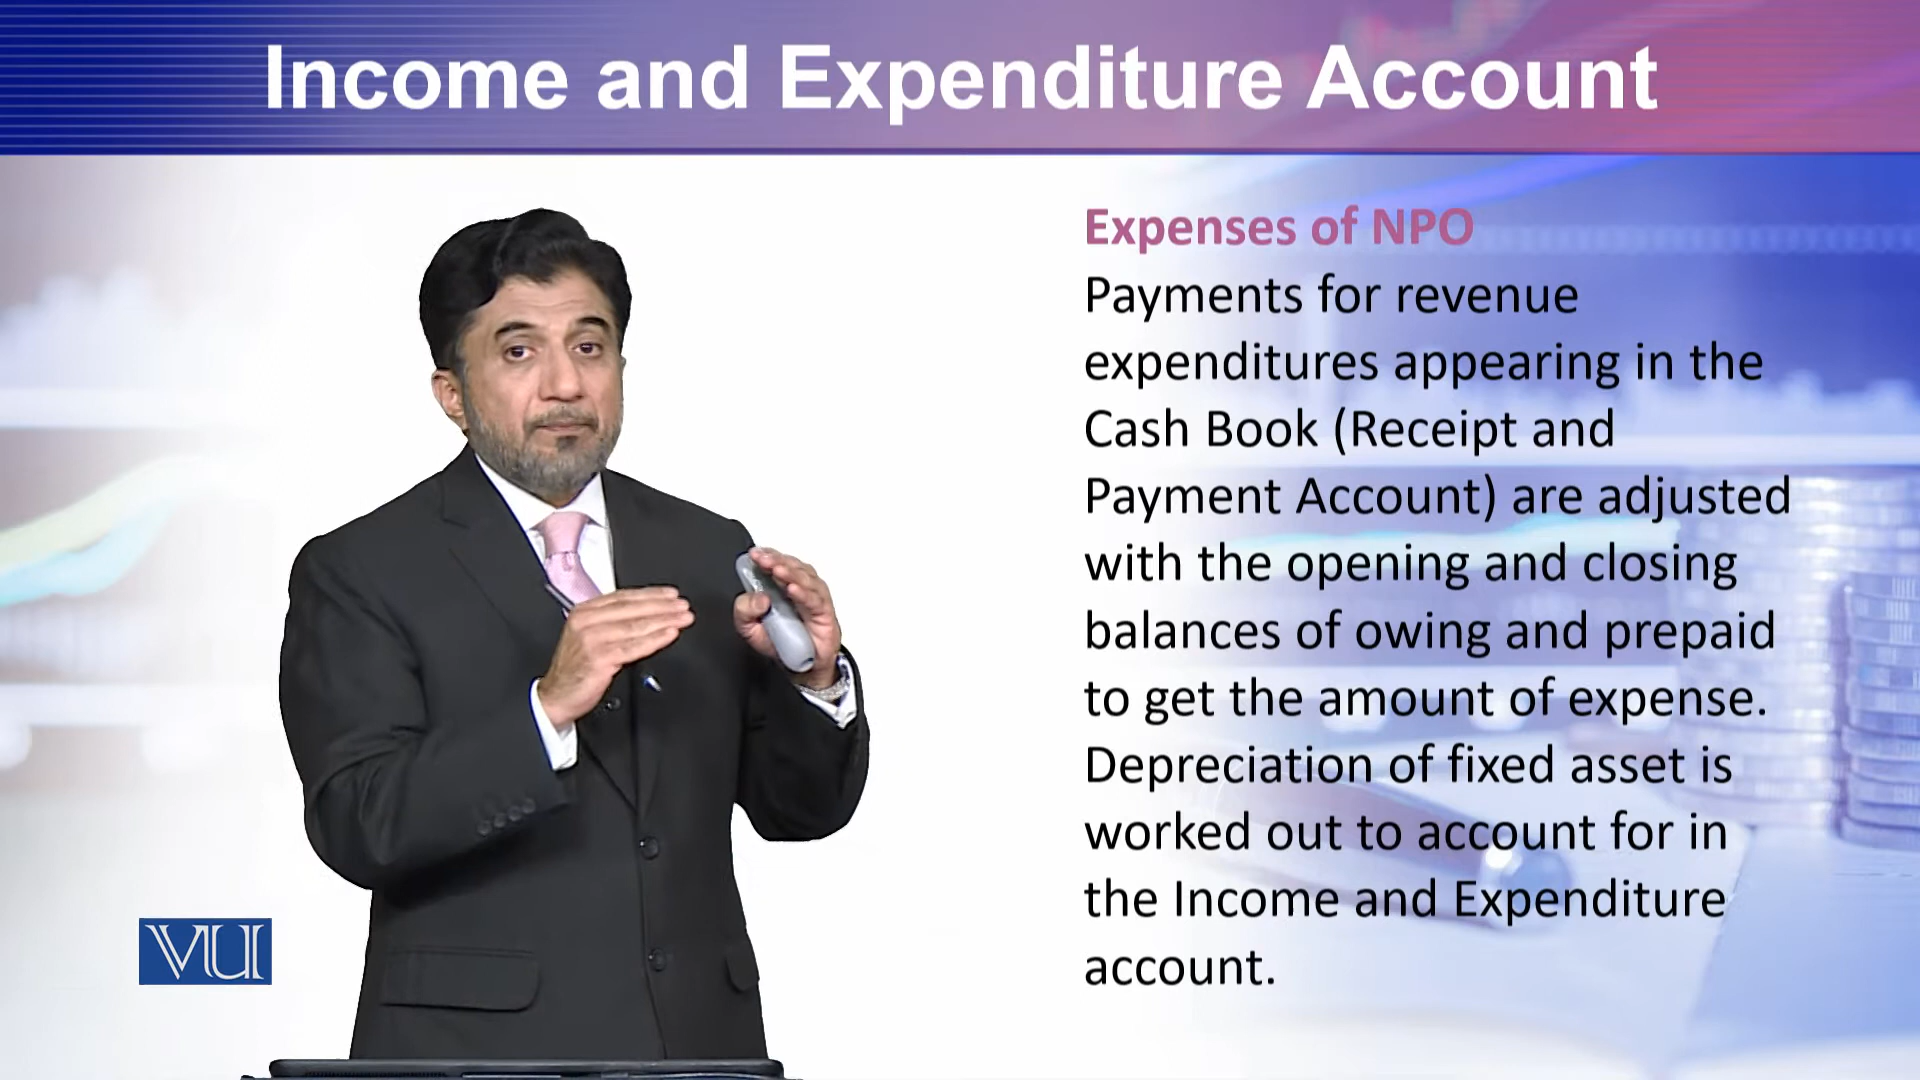 Income and Expenditure Account
Expenses of NPO
Payments for revenue
expenditures appearing in the
Cash Book (Receipt and
Payment Account) are adjusted
with the opening and closing
balances of owing and prepaid
to get the amount of expense.
Depreciation of fixed asset is
worked out to account for in
the Income and Expenditure
account.
VU